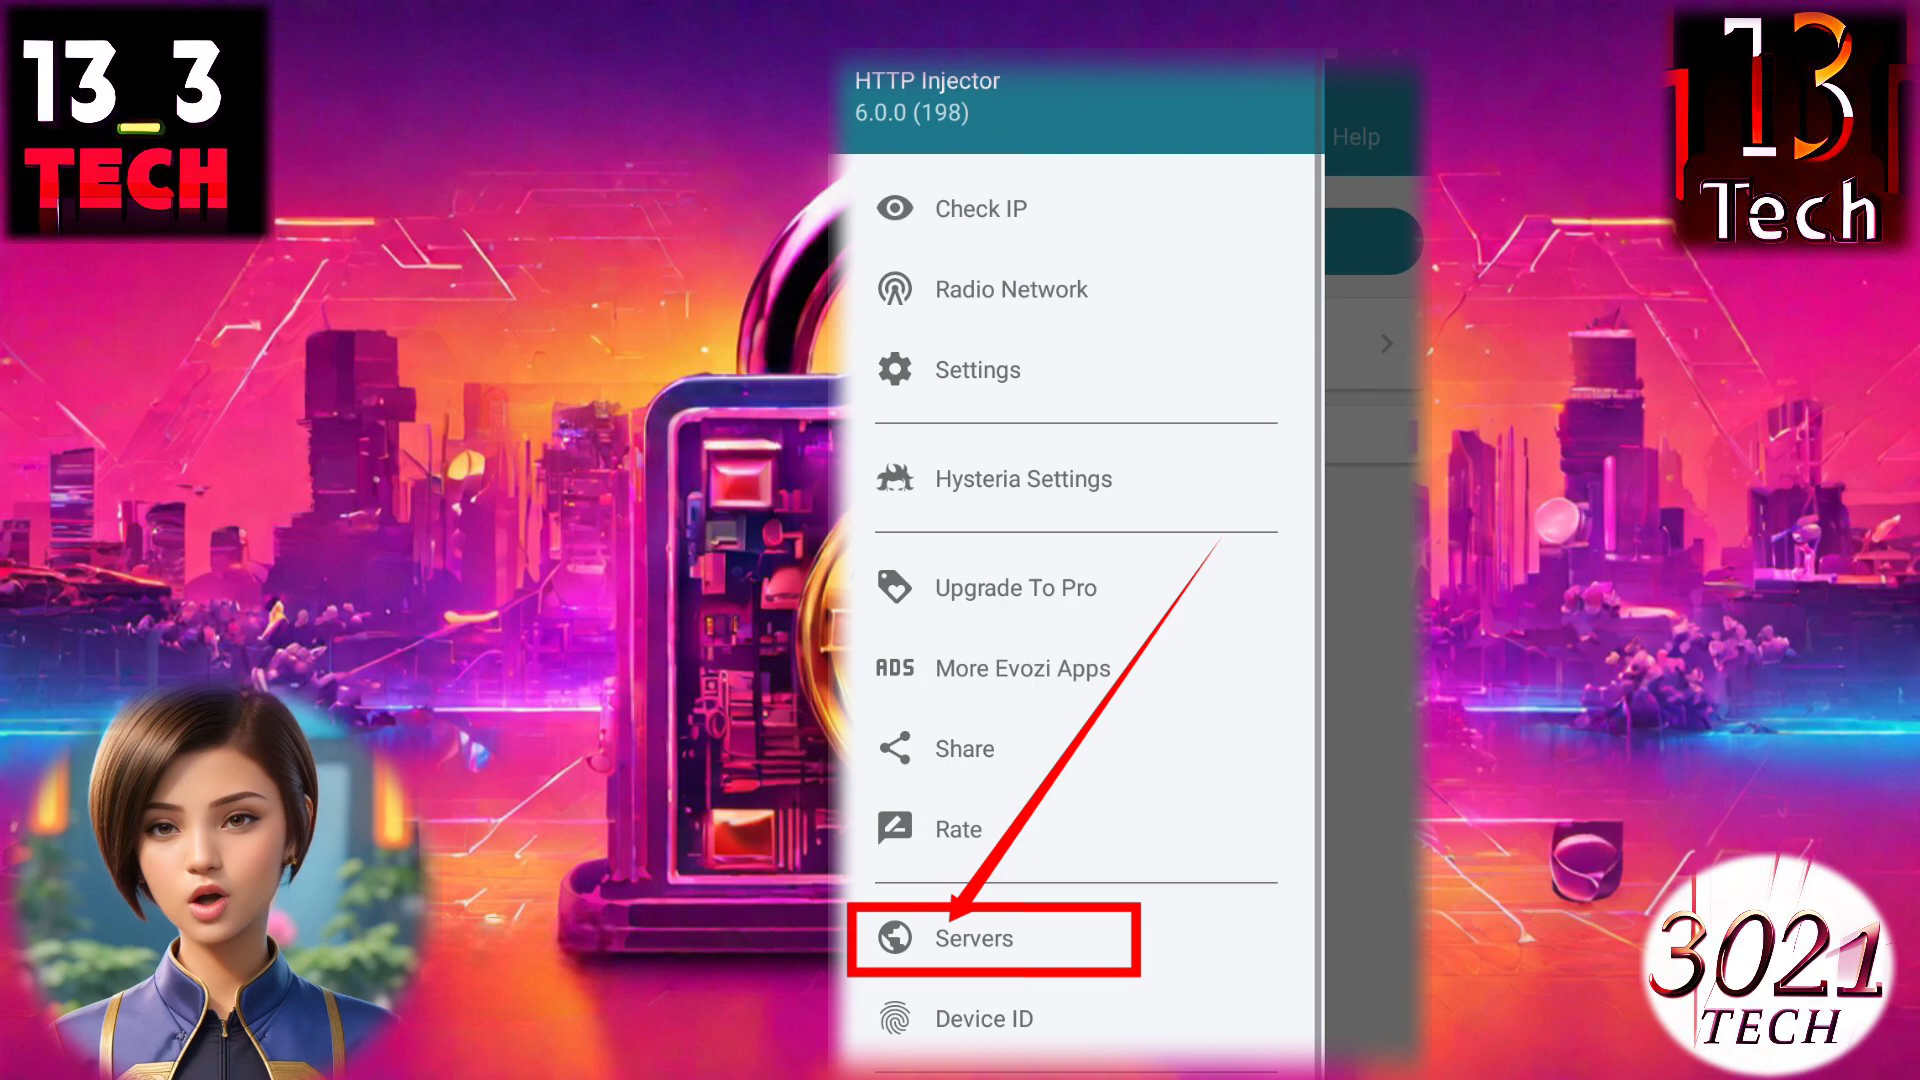 13_3
TECH
HTTP Injector
6.0.0 (198)
Help
13
Tech
Check IP
Radio Network
Settings
Hysteria Settings
Upgrade To Pro
ADS More Evozi Apps
Share
Rate
Servers
Device ID
3021
TECH